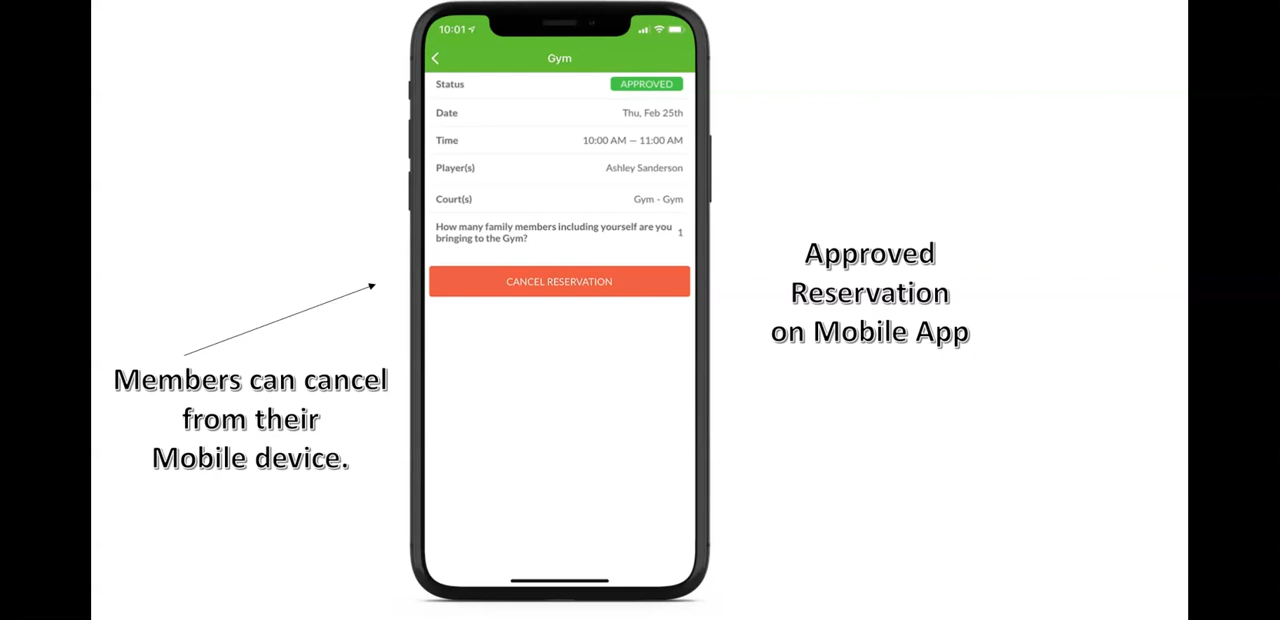 10:01
Gym
Status APPROVED
Date Thu, Feb 25th
Time 10:00 AM — 11:00 AM
Player(s) Ashley Sanderson
Court(s) Gym - Gym
How many family members including yourself are you
bringing to the Gym? 1
CANCEL RESERVATION
Members can cancel
from their
Mobile device.
Approved
Reservation
on Mobile App